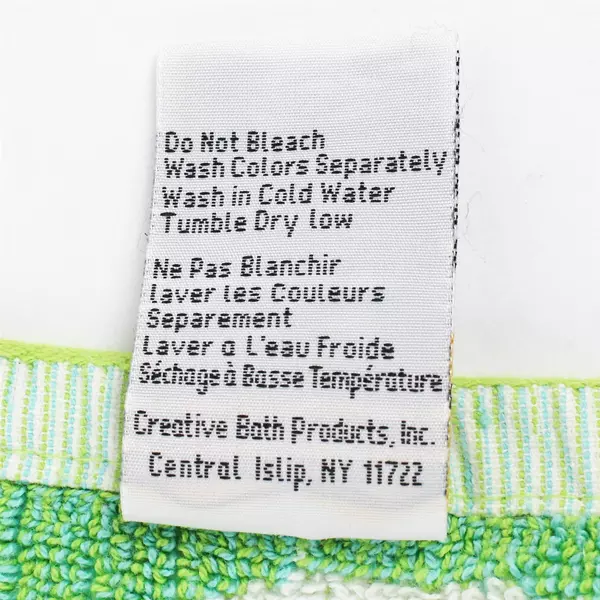 Do Not Bleach
Wash Colors Separately
Wash in Cold Water
Tumble Dry low
Ne Pas Blanchir
laver les Couleurs
Separement
Laver a L'eau Froide
Séchage à Basse Température
Creative Bath Products, Inc.
Central Islip, NY 11722